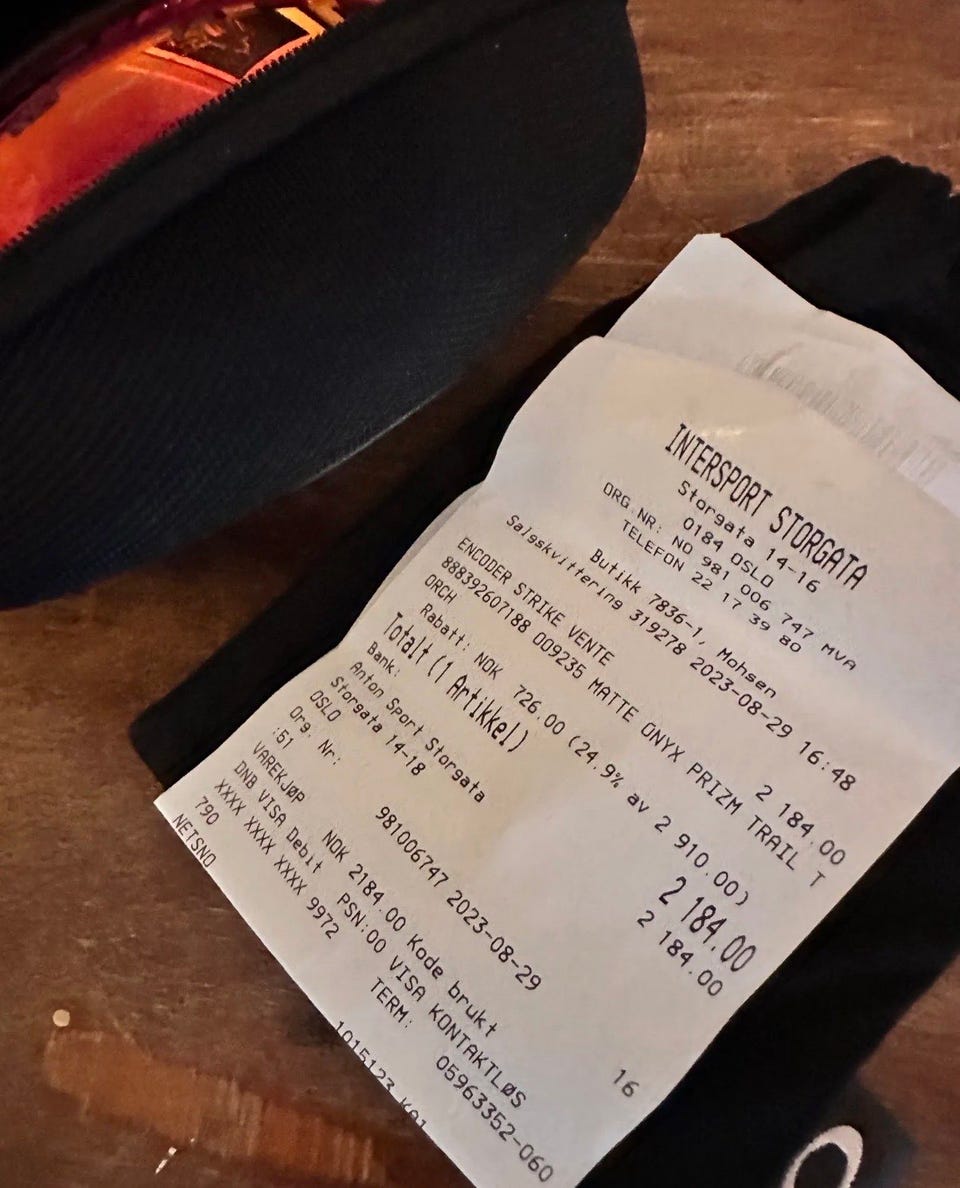 INTERSPORT STORGATA
Storgata 14-16
0184 OSLO
ORG.NR: NO 981 006 747 MVA
TELEFON 22 17 39 80
Butikk 7836-1, Mohsen
Salgskvittering 319278 2023-08-29 16:48
ENCODER STRIKE VENTE 2 184.00
888392607188 009235 MATTE ONYX PRIZM TRAIL T
ORCH
Rabatt: NOK 726.00 (24.9% av 2 910.00)
Totalt (1 Artikkel) 2 184.00
Bank: 2 184.00
Anton Sport Storgata
Storgata 14-18
OSLO
Org. Nr: 981006747 2023-08-29 16
:51
VAREKJØP NOK 2184.00 Kode brukt
DNB VISA Debit PSN:00 VISA KONTAKTLØS
XXXX XXXX XXXX 9972 TERM: 05963352-060
790
NETSNO 1015123